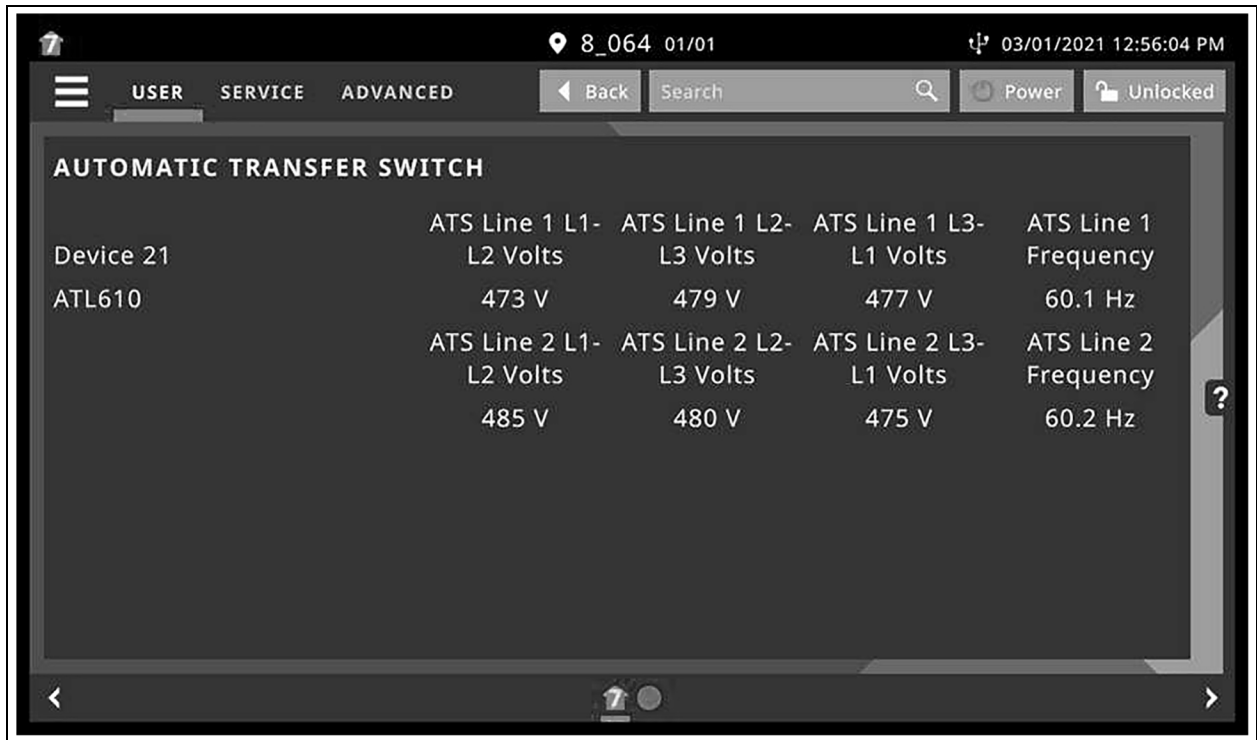 7
8_064 01/01
03/01/2021 12:56:04 PM
USER SERVICE ADVANCED
Back
Search
Power
Unlocked
AUTOMATIC TRANSFER SWITCH
Device 21
ATS Line 1 L1-
L2 Volts
ATS Line 1 L2-
L3 Volts
ATS Line 1 L3-
L1 Volts
ATS Line 1
Frequency
ATL610
473 V
479 V
477 V
60.1 Hz
ATS Line 2 L1-
L2 Volts
ATS Line 2 L2-
L3 Volts
ATS Line 2 L3-
L1 Volts
ATS Line 2
Frequency
485 V
480 V
475 V
60.2 Hz
?
7